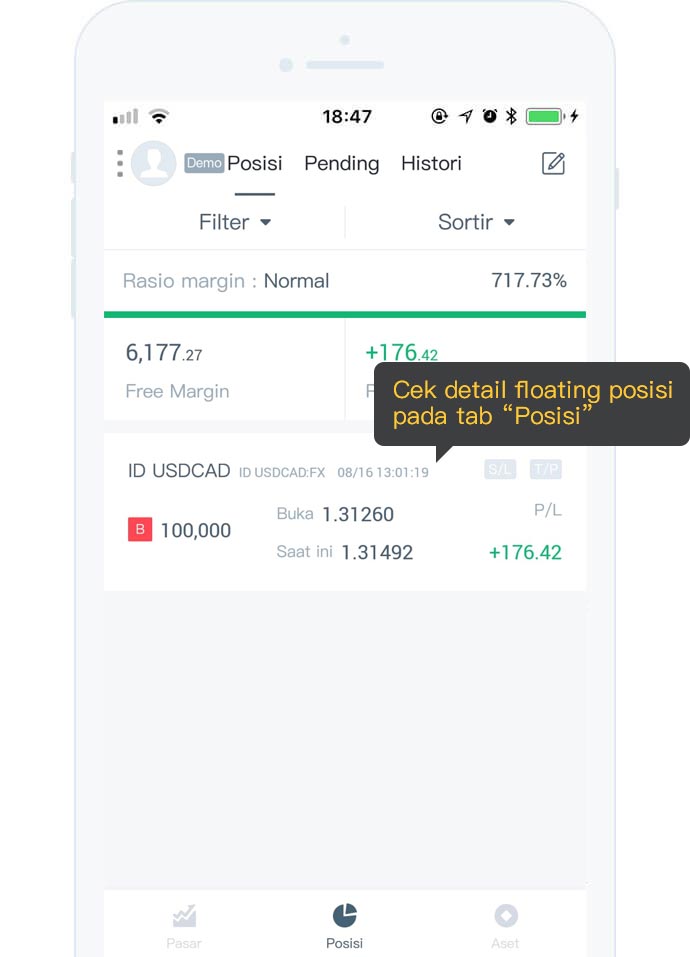 18:47
Demo Posisi Pending Histori
Filter Sortir
Rasio margin : Normal 717.73%
6,177.27 +176.42
Free Margin
Cek detail floating posisi
pada tab “Posisi”
ID USDCAD ID USDCAD:FX 08/16 13:01:19 S/L T/P
B 100,000 Buka 1.31260 P/L
Saat ini 1.31492 +176.42
Pasar Posisi Aset